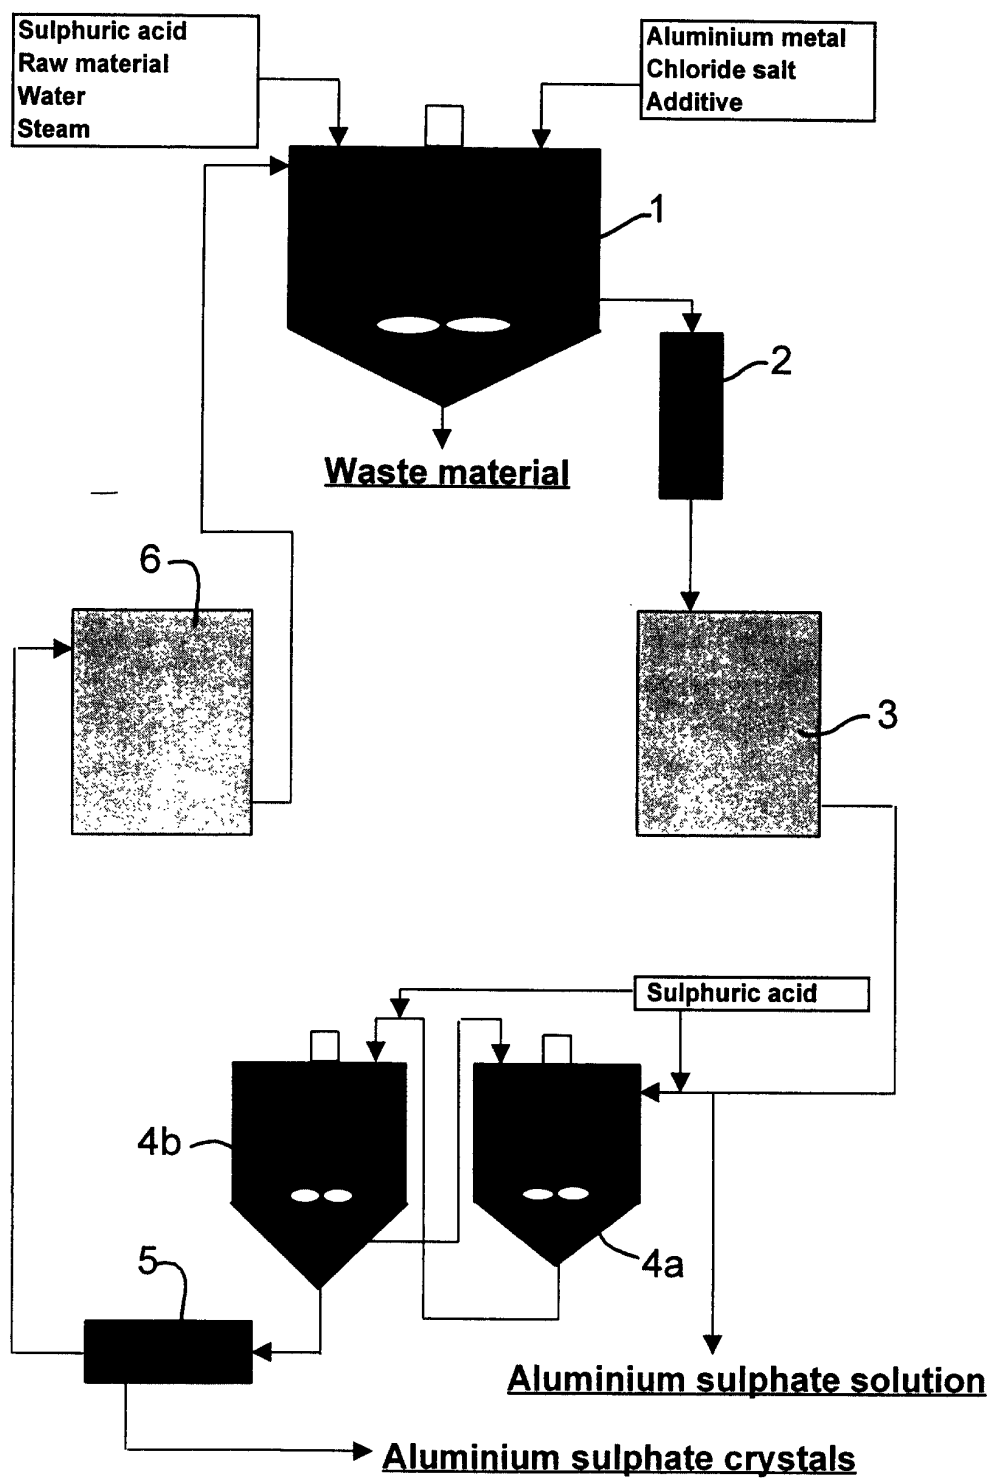 Sulphuric acid
Raw material
Water
Steam
Aluminium metal
Chloride salt
Additive
1
2
Waste material
6
3
Sulphuric acid
4b
4a
5
Aluminium sulphate solution
Aluminium sulphate crystals